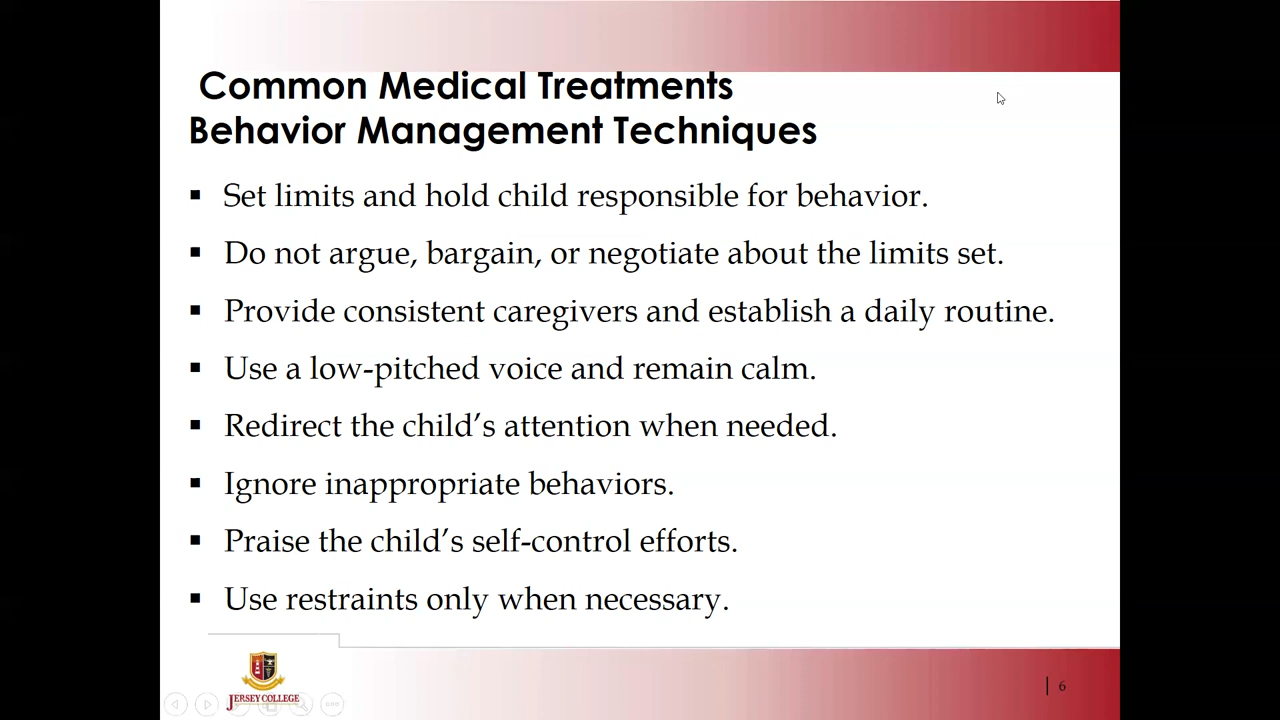 Common Medical Treatments
Behavior Management Techniques
▪ Set limits and hold child responsible for behavior.
▪ Do not argue, bargain, or negotiate about the limits set.
▪ Provide consistent caregivers and establish a daily routine.
▪ Use a low-pitched voice and remain calm.
▪ Redirect the child’s attention when needed.
▪ Ignore inappropriate behaviors.
▪ Praise the child’s self-control efforts.
▪ Use restraints only when necessary.
JERSEY COLLEGE
| 6